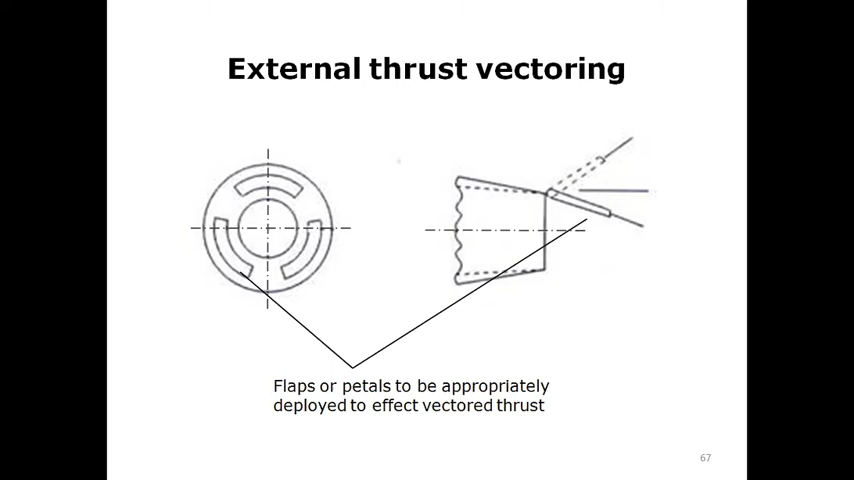 External thrust vectoring
Flaps or petals to be appropriately
deployed to effect vectored thrust
67